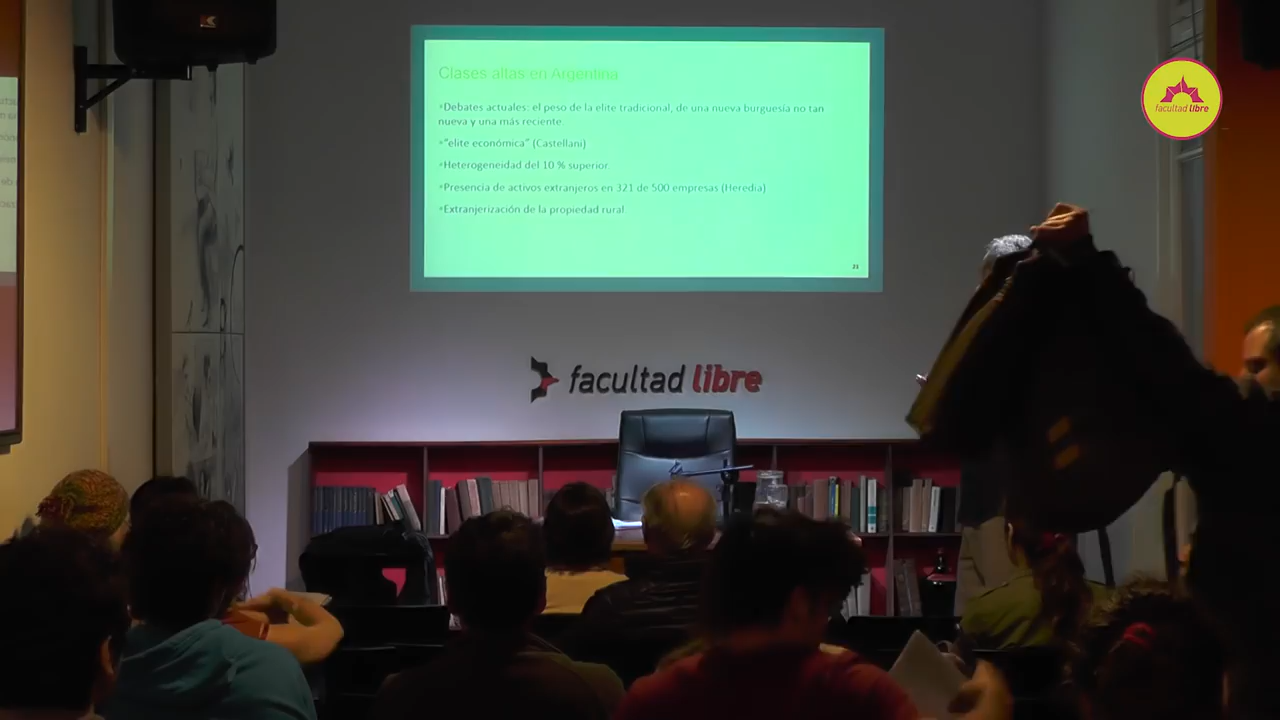 Clases altas en Argentina
Debates actuales: el peso de la elite tradicional, de una nueva burguesía no tan
nueva y una más reciente.
"elite económica" (Castellani)
Heterogeneidad del 10 % superior.
Presencia de activos extranjeros en 321 de 500 empresas (Heredia)
Extranjerización de la propiedad rural
21
facultad libre
facultad libre